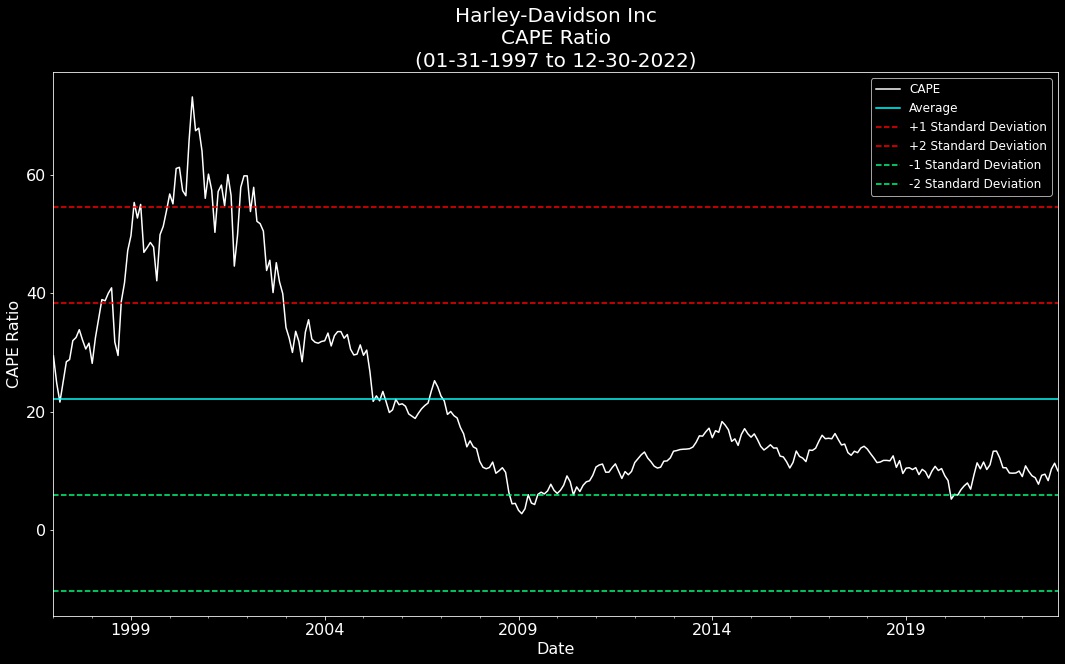 Harley-Davidson Inc
CAPE Ratio
(01-31-1997 to 12-30-2022)
CAPE
Average
+1 Standard Deviation
+2 Standard Deviation
-1 Standard Deviation
-2 Standard Deviation
CAPE Ratio
60
40
20
0
1999
2004
2009
2014
2019
Date